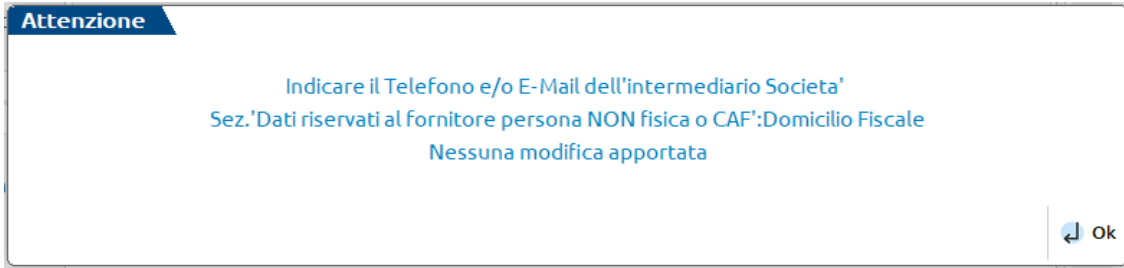 Attenzione
Indicare il Telefono e/o E-Mail dell'intermediario Societa'
Sez.'Dati riservati al fornitore persona NON fisica o CAF':Domicilio Fiscale
Nessuna modifica apportata
Ok